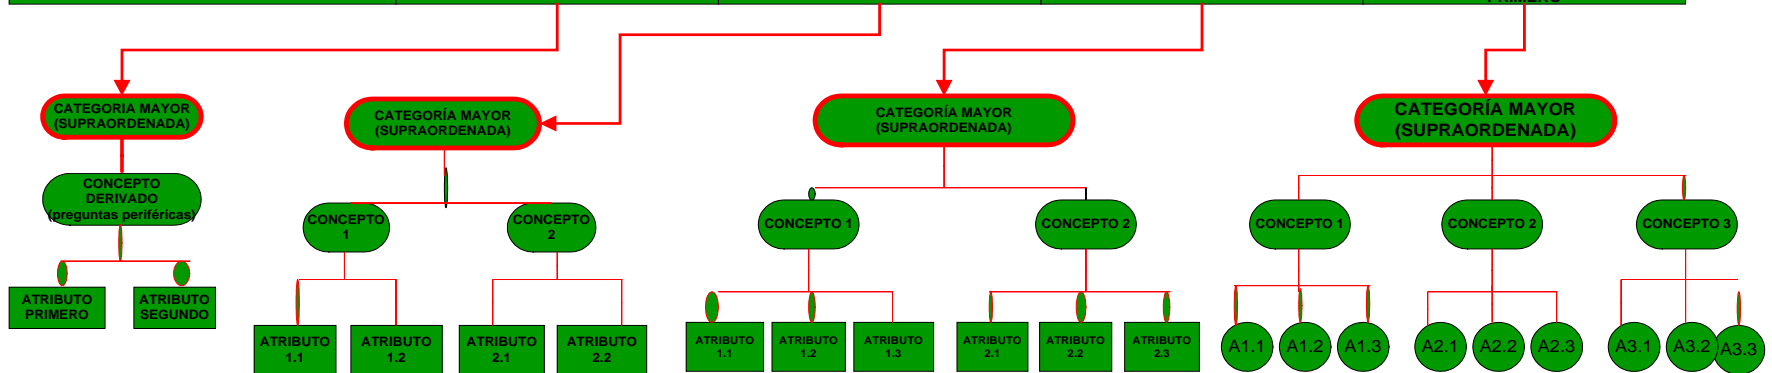 PRIMERO
CATEGORIA MAYOR
(SUPRAORDENADA)
CATEGORÍA MAYOR
(SUPRAORDENADA)
CATEGORÍA MAYOR
(SUPRAORDENADA)
CATEGORÍA MAYOR
(SUPRAORDENADA)
CONCEPTO
DERIVADO
(preguntas periféricas)
CONCEPTO
1
CONCEPTO
2
CONCEPTO 1
CONCEPTO 2
CONCEPTO 1
CONCEPTO 2
CONCEPTO 3
ATRIBUTO
PRIMERO
ATRIBUTO
SEGUNDO
ATRIBUTO
1.1
ATRIBUTO
1.2
ATRIBUTO
2.1
ATRIBUTO
2.2
ATRIBUTO
1.1
ATRIBUTO
1.2
ATRIBUTO
1.3
ATRIBUTO
2.1
ATRIBUTO
2.2
ATRIBUTO
2.3
A1.1
A1.2
A1.3
A2.1
A2.2
A2.3
A3.1
A3.2
A3.3